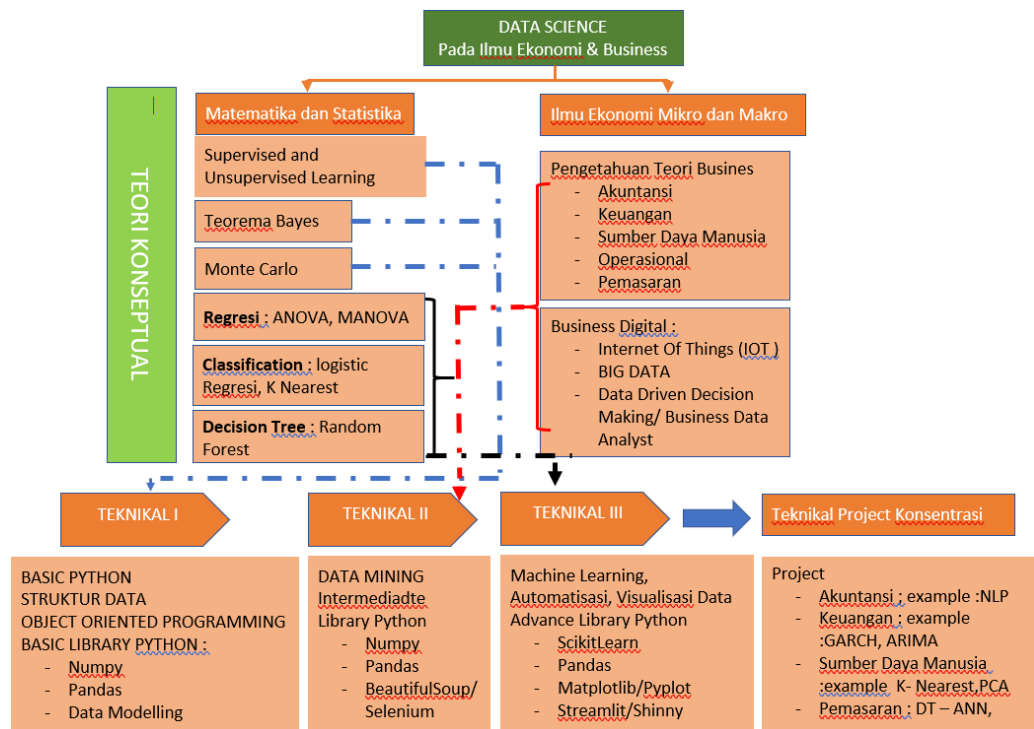 DATA SCIENCE
Pada Ilmu Ekonomi & Business
TEORI KONSEPTUAL
Matematika dan Statistika
Supervised and
Unsupervised Learning
Teorema Bayes
Monte Carlo
Regresi : ANOVA, MANOVA
Classification : logistic
Regresi, K Nearest
Decision Tree : Random
Forest
Ilmu Ekonomi Mikro dan Makro
Pengetahuan Teori Busines
- Akuntansi
- Keuangan
- Sumber Daya Manusia
- Operasional
- Pemasaran
Business Digital :
- Internet Of Things (IOT )
- BIG DATA
- Data Driven Decision
Making/ Business Data
Analyst
TEKNIKAL I
TEKNIKAL II
TEKNIKAL III
Teknikal Project Konsentrasi
BASIC PYTHON
STRUKTUR DATA
OBJECT ORIENTED PROGRAMMING
BASIC LIBRARY PYTHON :
- Numpy
- Pandas
- Data Modelling
DATA MINING
Intermediadte
Library Python
- Numpy
- Pandas
- BeautifulSoup/
Selenium
Machine Learning,
Automatisasi, Visualisasi Data
Advance Library Python
- ScikitLearn
- Pandas
- Matplotlib/Pyplot
- Streamlit/Shinny
Project
- Akuntansi ; example :NLP
- Keuangan : example
:GARCH, ARIMA
- Sumber Daya Manusia
:example K- Nearest,PCA
- Pemasaran : DT – ANN,